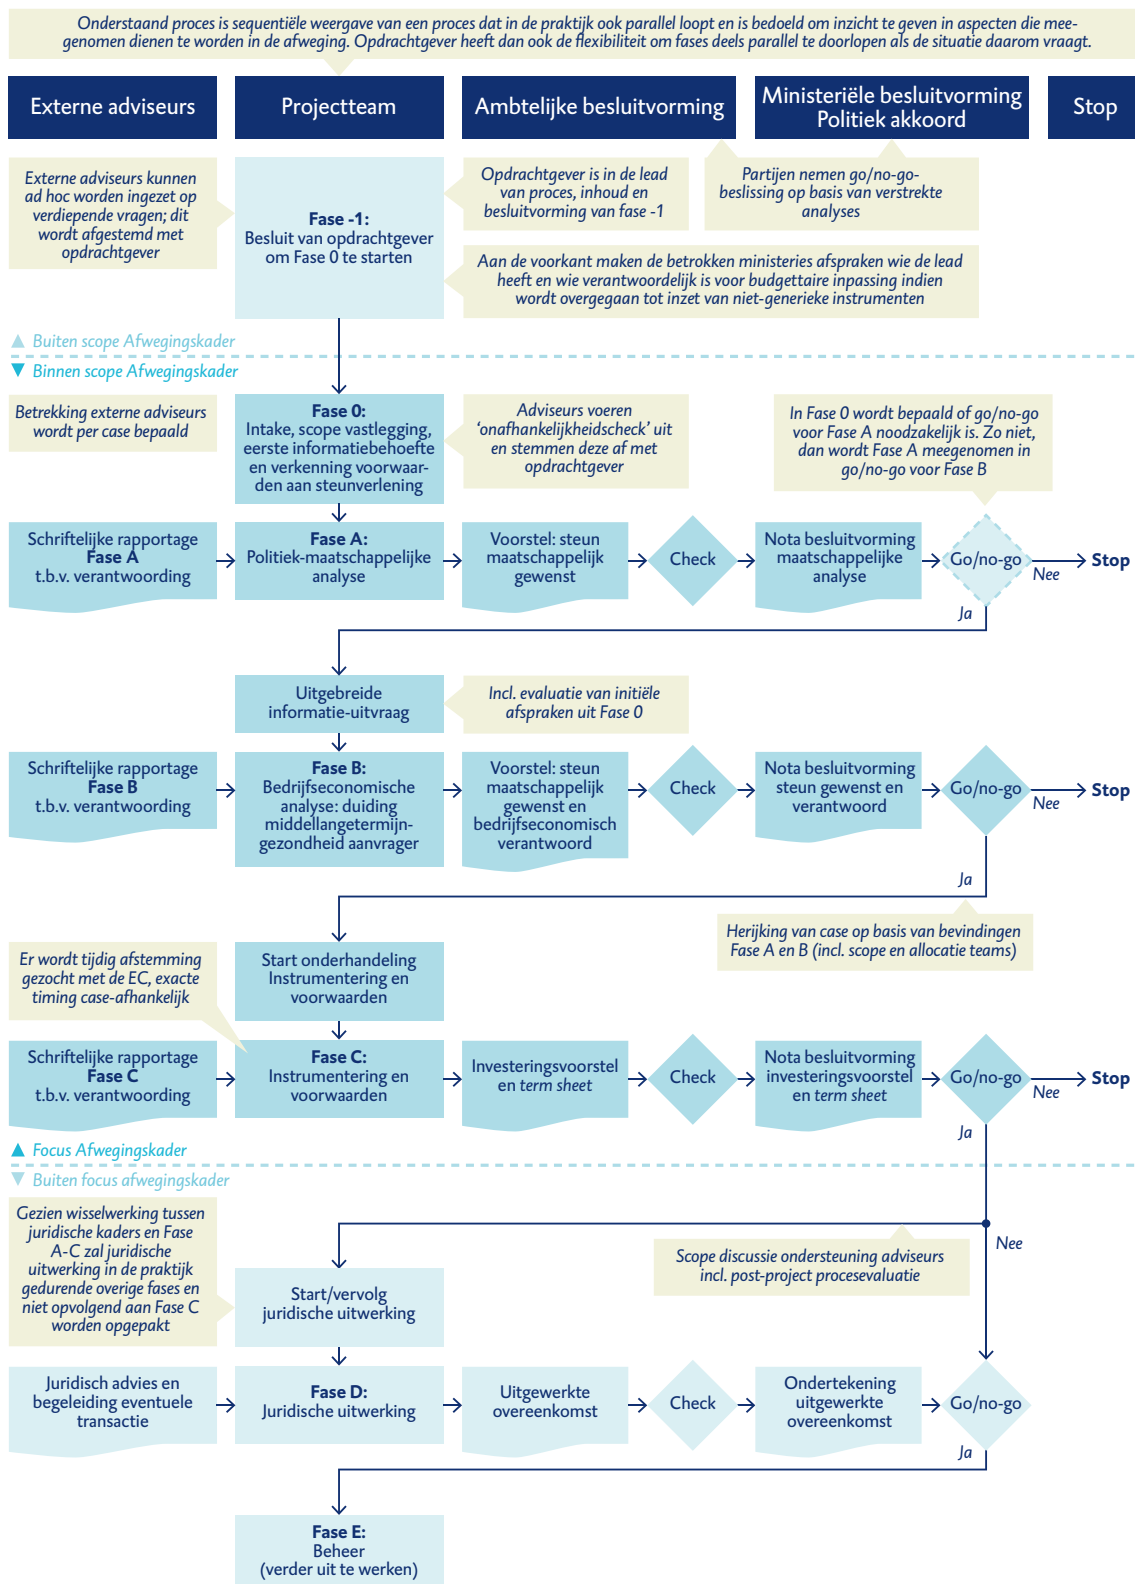 Onderstaand proces is sequentiële weergave van een proces dat in de praktijk ook parallel loopt en is bedoeld om inzicht te geven in aspecten die mee-
genomen dienen te worden in de afweging. Opdrachtgever heeft dan ook de flexibiliteit om fases deels parallel te doorlopen als de situatie daarom vraagt.
Externe adviseurs
Projectteam
Ambtelijke besluitvorming
Ministeriële besluitvorming
Politiek akkoord
Stop
Externe adviseurs kunnen
ad hoc worden ingezet op
verdiepende vragen; dit
wordt afgestemd met
opdrachtgever
Fase -1:
Besluit van opdrachtgever
om Fase 0 te starten
Opdrachtgever is in de lead
van proces, inhoud en
besluitvorming van fase -1
Partijen nemen go/no-go-
beslissing op basis van verstrekte
analyses
Aan de voorkant maken de betrokken ministeries afspraken wie de lead
heeft en wie verantwoordelijk is voor budgettaire inpassing indien
wordt overgegaan tot inzet van niet-generieke instrumenten
▲ Buiten scope Afwegingskader
▼ Binnen scope Afwegingskader
Betrekking externe adviseurs
wordt per case bepaald
Fase 0:
Intake, scope vastlegging,
eerste informatiebehoefte
en verkenning voorwaar-
den aan steunverlening
Adviseurs voeren
‘onafhankelijkheidscheck’ uit
en stemmen deze af met
opdrachtgever
In Fase 0 wordt bepaald of go/no-go
voor Fase A noodzakelijk is. Zo niet,
dan wordt Fase A meegenomen in
go/no-go voor Fase B
Schriftelijke rapportage
Fase A
t.b.v. verantwoording
Fase A:
Politiek-maatschappelijke
analyse
Voorstel: steun
maatschappelijk
gewenst
Check
Nota besluitvorming
maatschappelijke
analyse
Go/no-go
Nee
Stop
Ja
Uitgebreide
informatie-uitvraag
Incl. evaluatie van initiële
afspraken uit Fase 0
Schriftelijke rapportage
Fase B
t.b.v. verantwoording
Fase B:
Bedrijfseconomische
analyse: duiding
middellangetermijn-
gezondheid aanvrager
Voorstel: steun
maatschappelijk
gewenst en
bedrijfseconomisch
verantwoord
Check
Nota besluitvorming
steun gewenst en
verantwoord
Go/no-go
Nee
Stop
Ja
Herijking van case op basis van bevindingen
Fase A en B (incl. scope en allocatie teams)
Er wordt tijdig afstemming
gezocht met de EC, exacte
timing case-afhankelijk
Start onderhandeling
Instrumentering en
voorwaarden
Schriftelijke rapportage
Fase C
t.b.v. verantwoording
Fase C:
Instrumentering en
voorwaarden
Investeringsvoorstel
en term sheet
Check
Nota besluitvorming
investeringsvoorstel
en term sheet
Go/no-go
Nee
Stop
Ja
▲ Focus Afwegingskader
▼ Buiten focus afwegingskader
Gezien wisselwerking tussen
juridische kaders en Fase
A-C zal juridische
uitwerking in de praktijk
gedurende overige fases en
niet opvolgend aan Fase C
worden opgepakt
Nee
Scope discussie ondersteuning adviseurs
incl. post-project procesevaluatie
Start/vervolg
juridische uitwerking
Juridisch advies en
begeleiding eventuele
transactie
Fase D:
Juridische uitwerking
Uitgewerkte
overeenkomst
Check
Ondertekening
uitgewerkte
overeenkomst
Go/no-go
Ja
Fase E:
Beheer
(verder uit te werken)